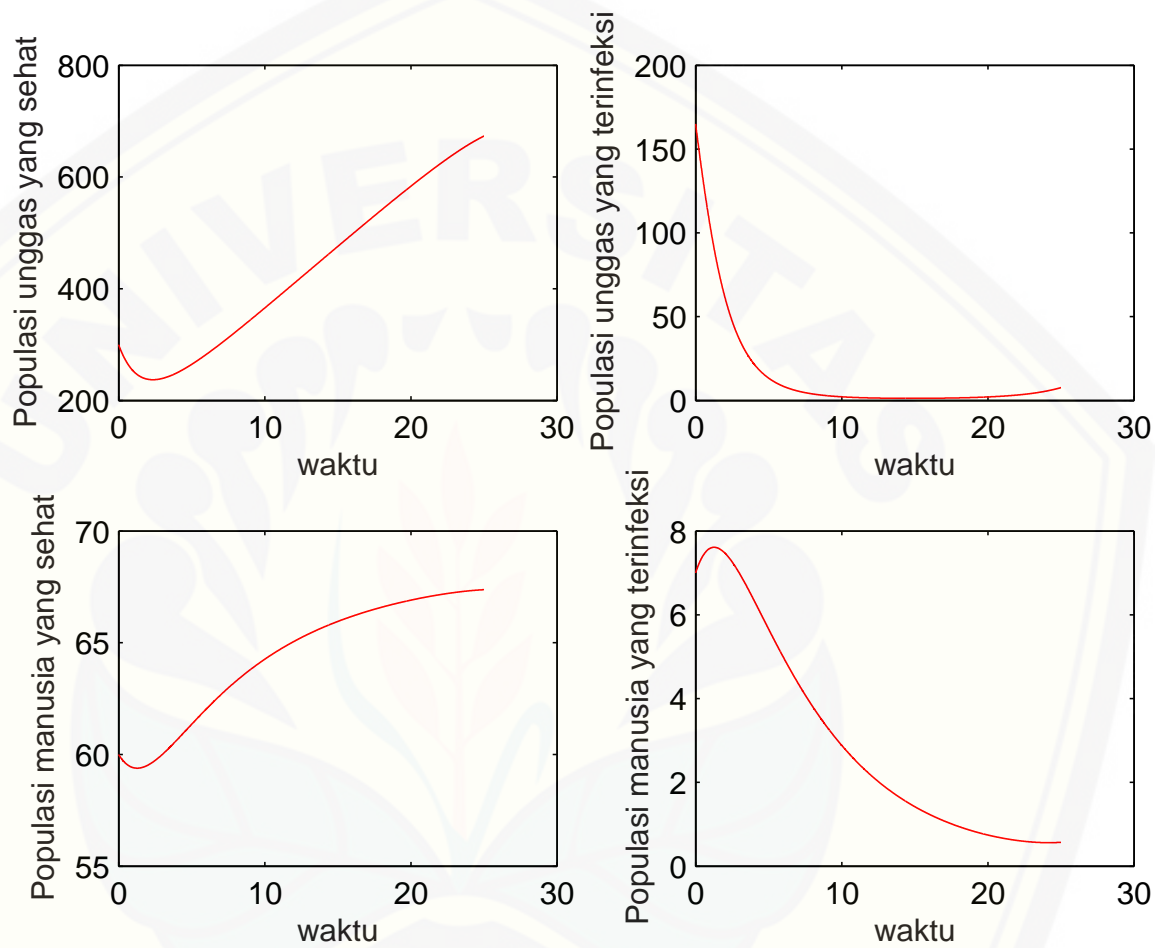 Populasi unggas yang sehat
800
600
400
200
0 10 20 30
waktu
Populasi unggas yang terinfeksi
200
150
100
50
0
0 10 20 30
waktu
Populasi manusia yang sehat
70
65
60
55
0 10 20 30
waktu
Populasi manusia yang terinfeksi
8
6
4
2
0
0 10 20 30
waktu
UNIVERSITAS